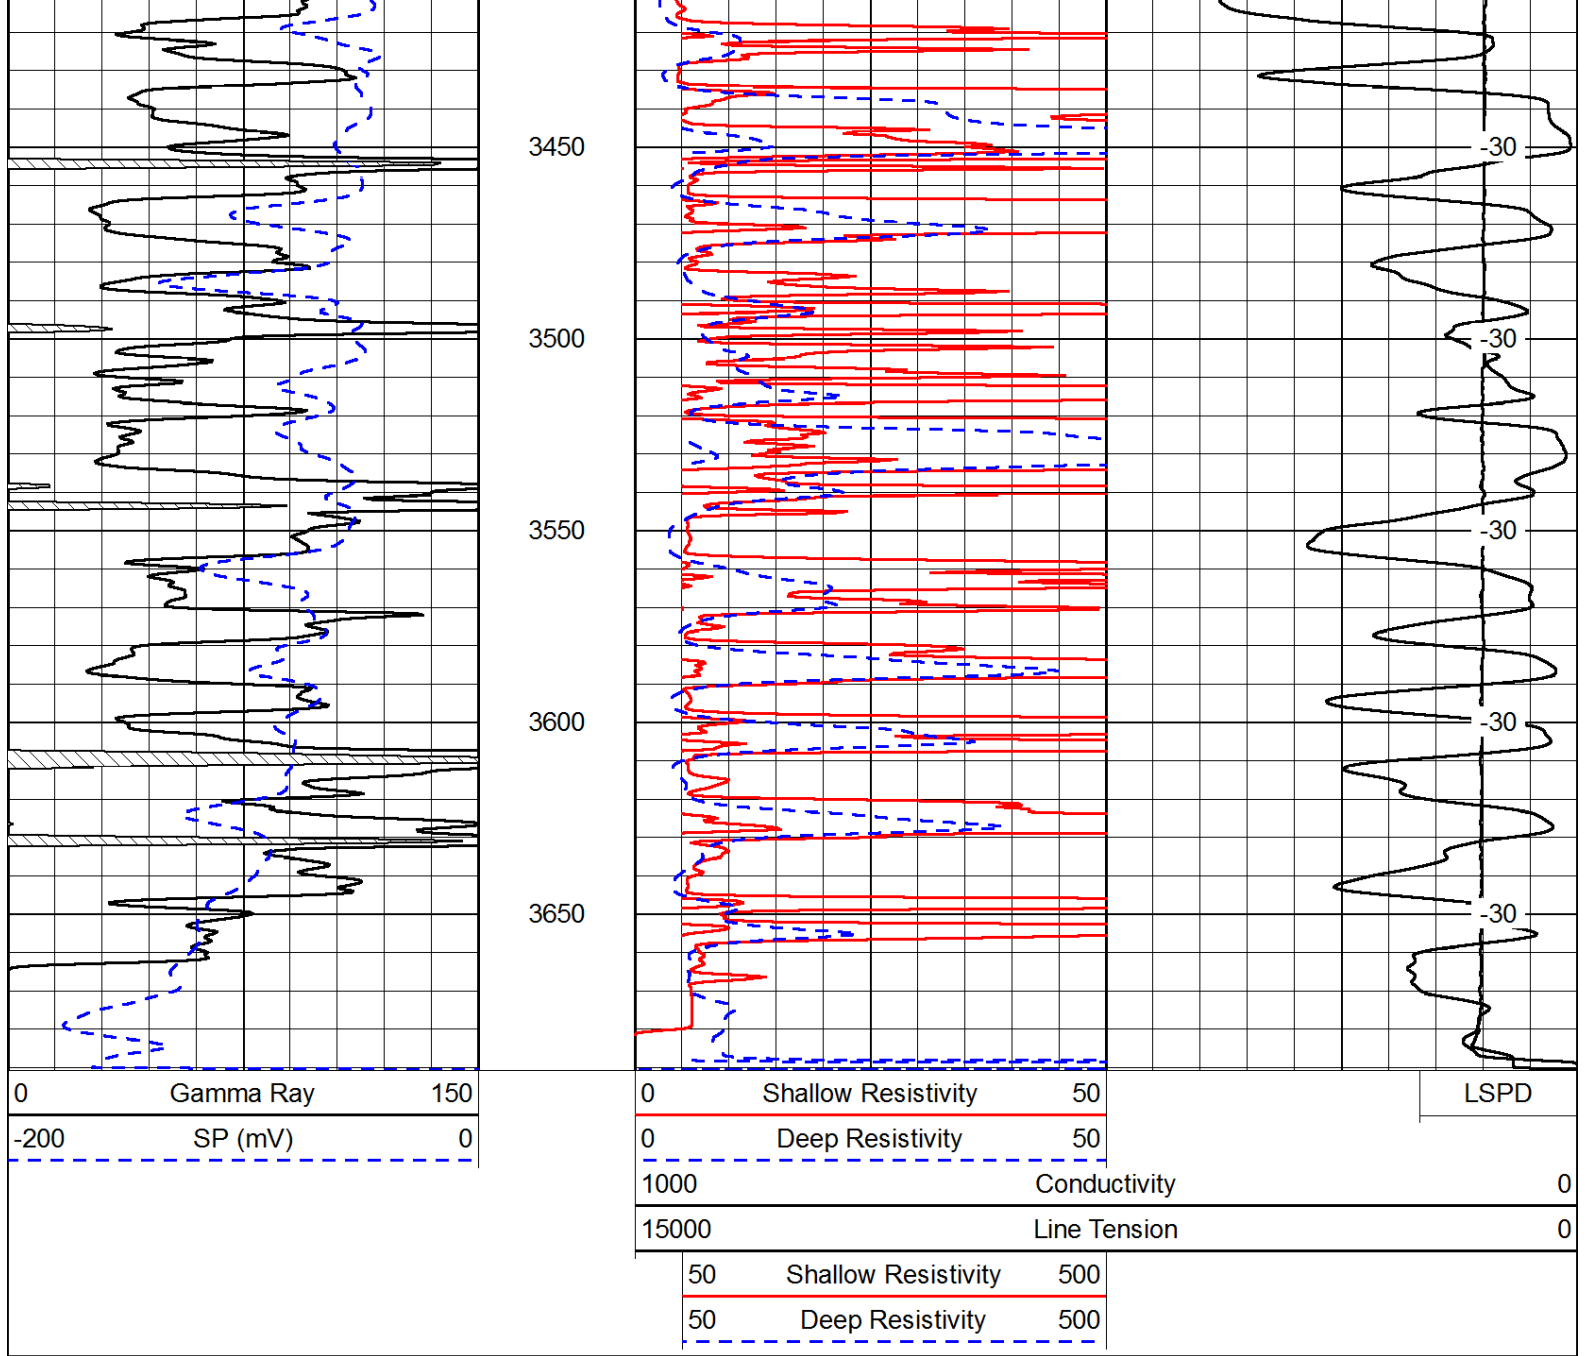 3450 -30
3500 -30
3550 -30
3600 -30
3650 -30
0 Gamma Ray 150 0 Shallow Resistivity 50 LSPD
-200 SP (mV) 0 0 Deep Resistivity 50
1000 Conductivity 0
15000 Line Tension 0
50 Shallow Resistivity 500
50 Deep Resistivity 500